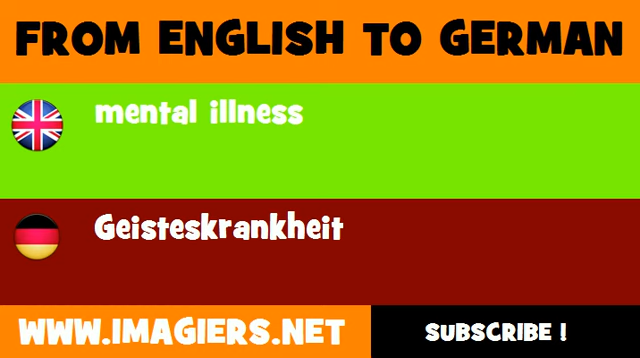 FROM ENGLISH TO GERMAN
mental illness
Geisteskrankheit
WWW.IMAGIERS.NET
SUBSCRIBE !